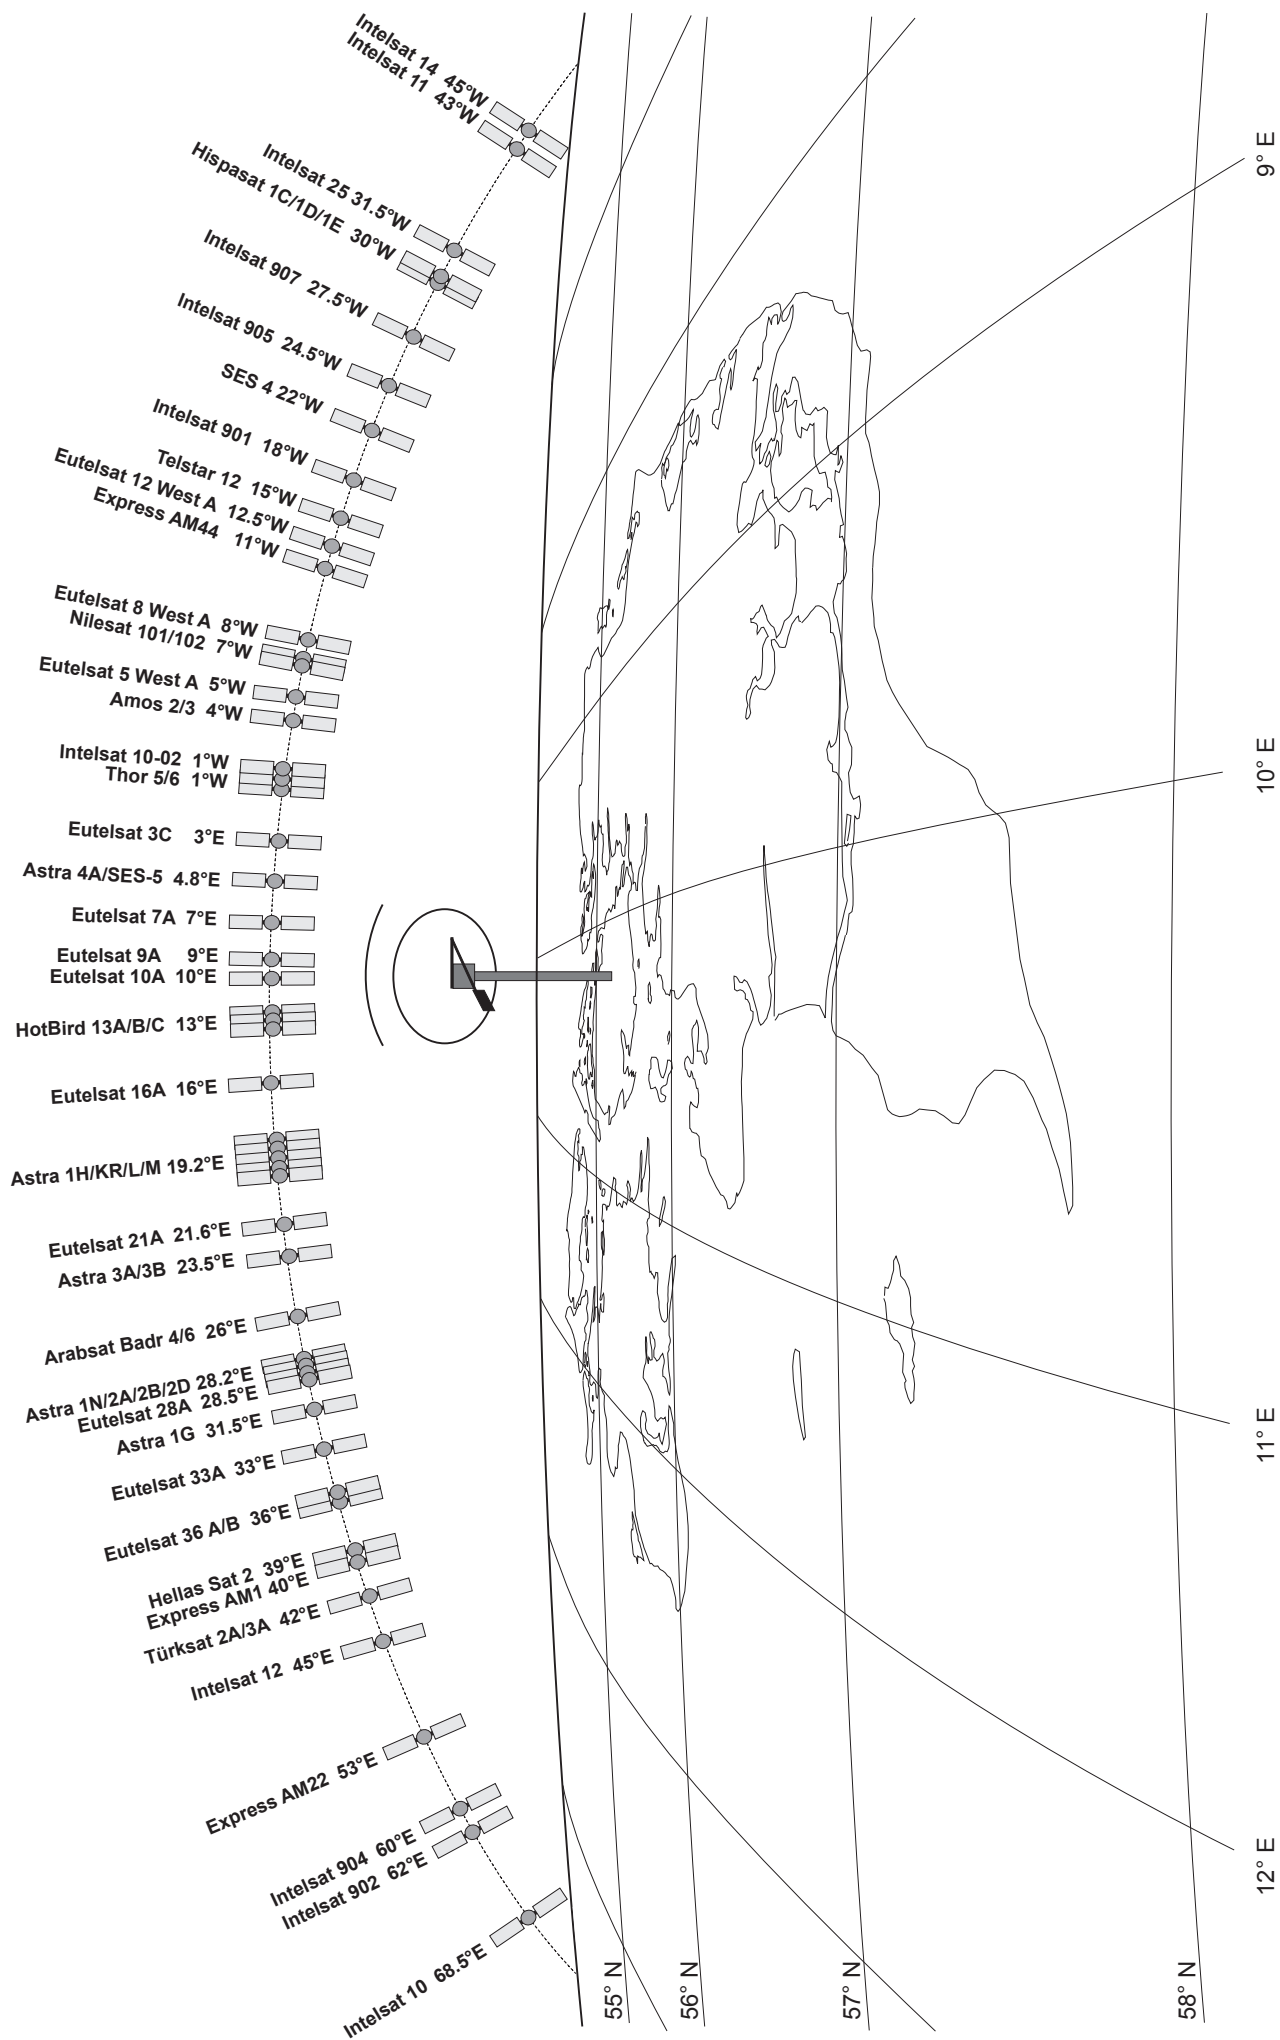 Intelsat 14 45°W
Intelsat 11 43°W
Intelsat 25 31.5°W
Hispasat 1C/1D/1E 30°W
Intelsat 907 27.5°W
Intelsat 905 24.5°W
SES 4 22°W
Intelsat 901 18°W
Telstar 12 15°W
Eutelsat 12 West A 12.5°W
Express AM44 11°W
Eutelsat 8 West A 8°W
Nilesat 101/102 7°W
Eutelsat 5 West A 5°W
Amos 2/3 4°W
Intelsat 10-02 1°W
Thor 5/6 1°W
Eutelsat 3C 3°E
Astra 4A/SES-5 4.8°E
Eutelsat 7A 7°E
Eutelsat 9A 9°E
Eutelsat 10A 10°E
HotBird 13A/B/C 13°E
Eutelsat 16A 16°E
Astra 1H/KR/L/M 19.2°E
Eutelsat 21A 21.6°E
Astra 3A/3B 23.5°E
Arabsat Badr 4/6 26°E
Astra 1N/2A/2B/2D 28.2°E
Eutelsat 28A 28.5°E
Astra 1G 31.5°E
Eutelsat 33A 33°E
Eutelsat 36 A/B 36°E
Hellas Sat 2 39°E
Express AM1 40°E
Türksat 2A/3A 42°E
Intelsat 12 45°E
Express AM22 53°E
Intelsat 904 60°E
Intelsat 902 62°E
Intelsat 10 68.5°E
55° N
56° N
57° N
58° N
9° E
10° E
11° E
12° E